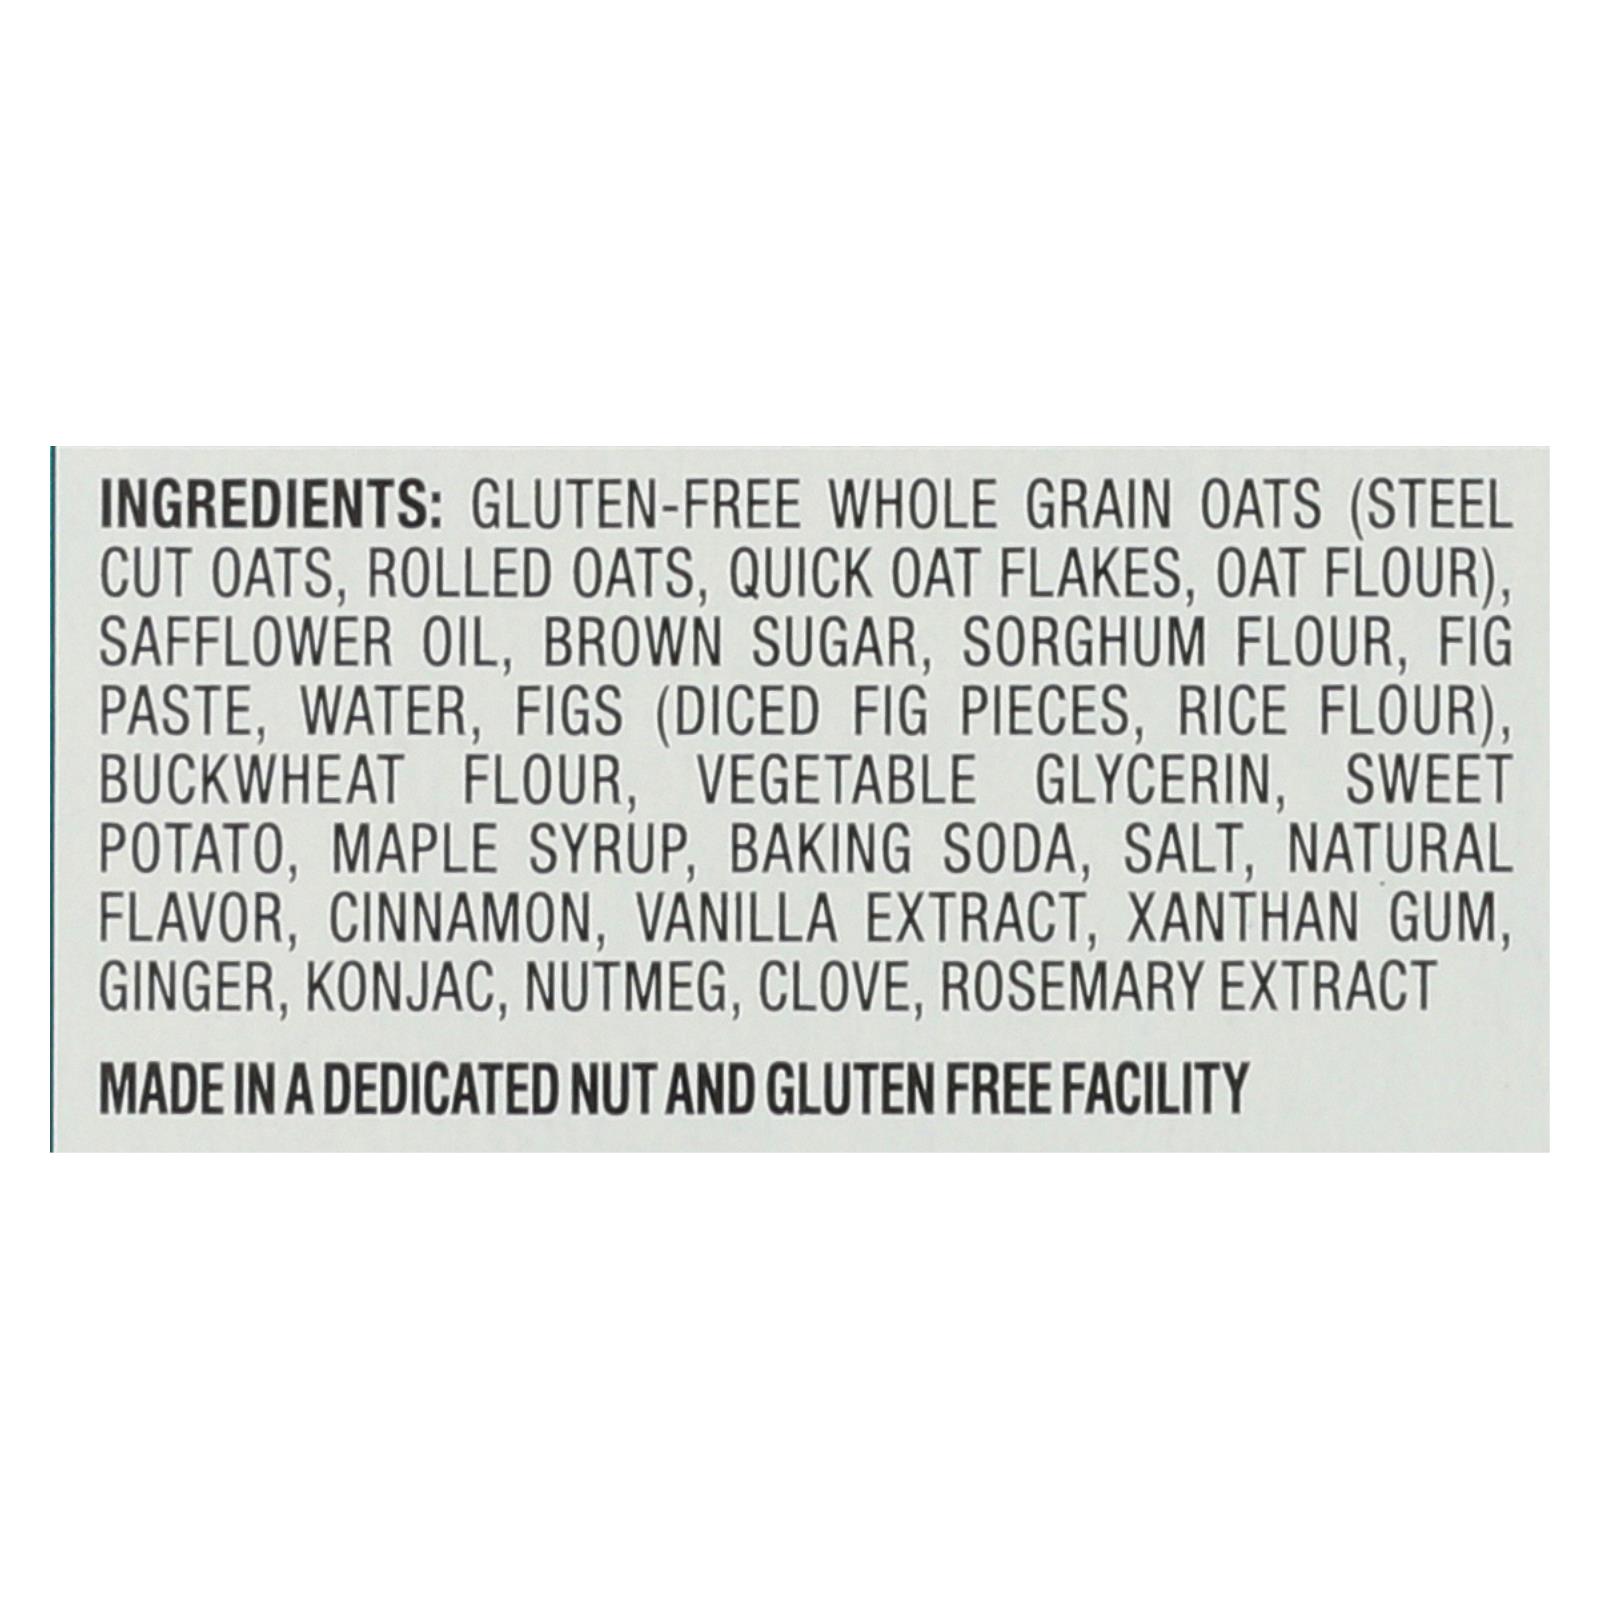 INGREDIENTS: GLUTEN-FREE WHOLE GRAIN OATS (STEEL
CUT OATS, ROLLED OATS, QUICK OAT FLAKES, OAT FLOUR),
SAFFLOWER OIL, BROWN SUGAR, SORGHUM FLOUR, FIG
PASTE, WATER, FIGS (DICED FIG PIECES, RICE FLOUR),
BUCKWHEAT FLOUR, VEGETABLE GLYCERIN, SWEET
POTATO, MAPLE SYRUP, BAKING SODA, SALT, NATURAL
FLAVOR, CINNAMON, VANILLA EXTRACT, XANTHAN GUM,
GINGER, KONJAC, NUTMEG, CLOVE, ROSEMARY EXTRACT
MADE IN A DEDICATED NUT AND GLUTEN FREE FACILITY